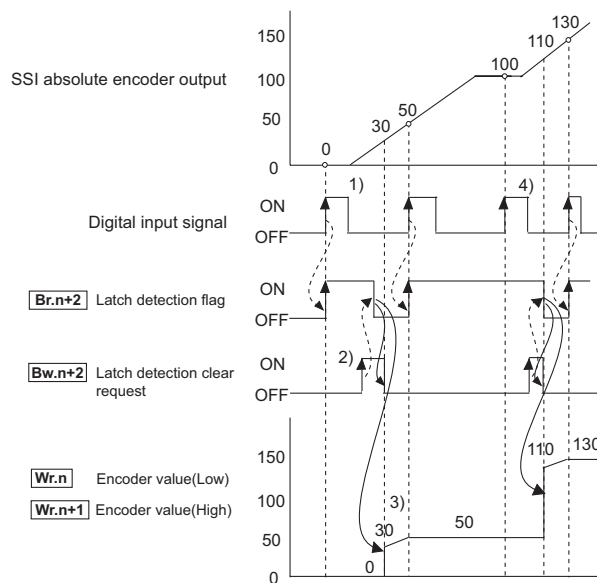 130
150
110
100
100
SSI absolute encoder output
50
50
30
0
0
1)
4)
ON
Digital input signal
OFF
ON
Br.n+2 Latch detection flag
OFF
ON
2)
Bw.n+2 Latch detection clear
request
OFF
110
130
150
Wr.n Encoder value(Low)
100
Wr.n+1 Encoder value(High)
3)
50
30
50
0
0